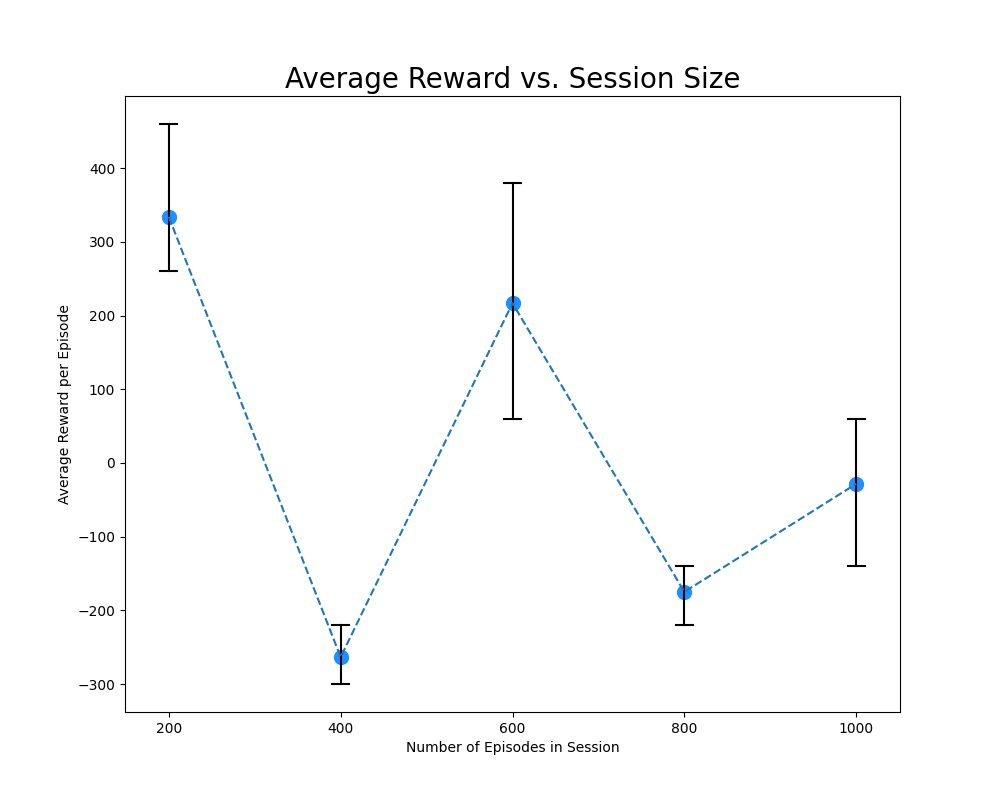 Average Reward vs. Session Size
Average Reward per Episode
400
300
200
100
0
−100
−200
−300
200 400 600 800 1000
Number of Episodes in Session